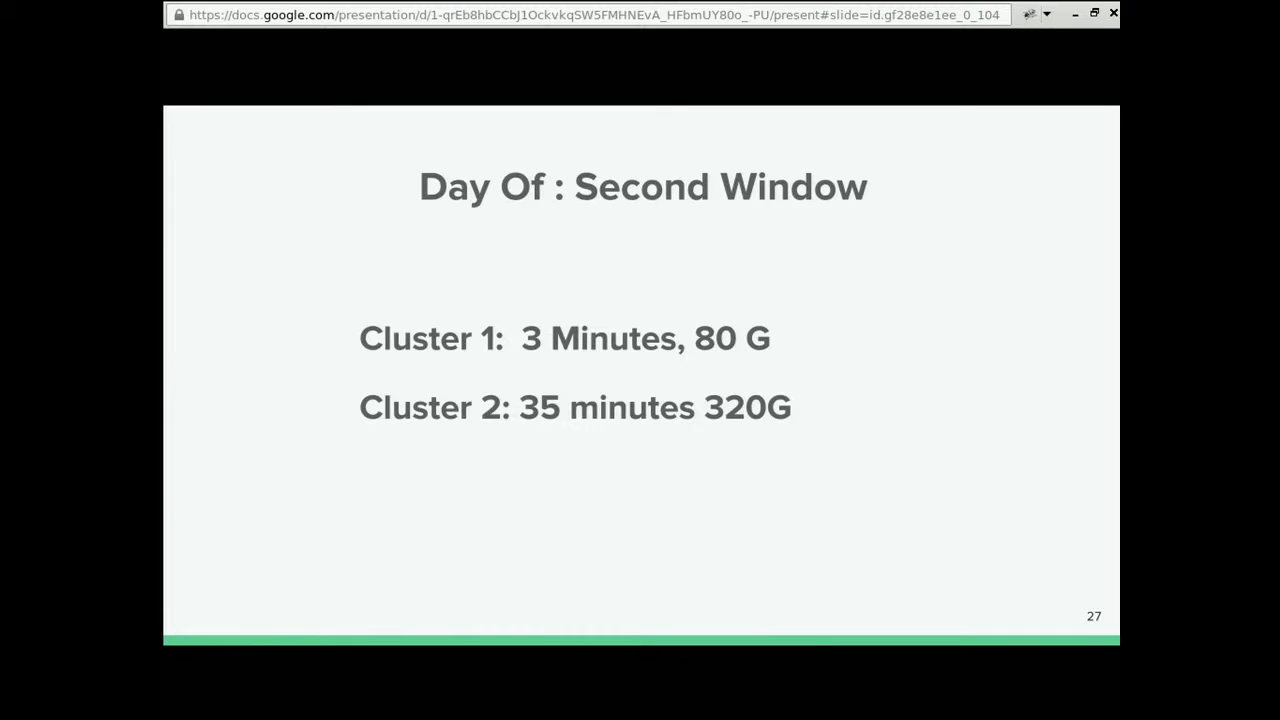 https://docs.google.com/presentation/d/1-qrEb8hbCCbJ1OckvkqSW5FMHNEvA_HFbmUY80o_-PU/present#slide=id.gf28e8e1ee_0_104
Day Of : Second Window
Cluster 1:  3 Minutes, 80 G
Cluster 2: 35 minutes 320G
27